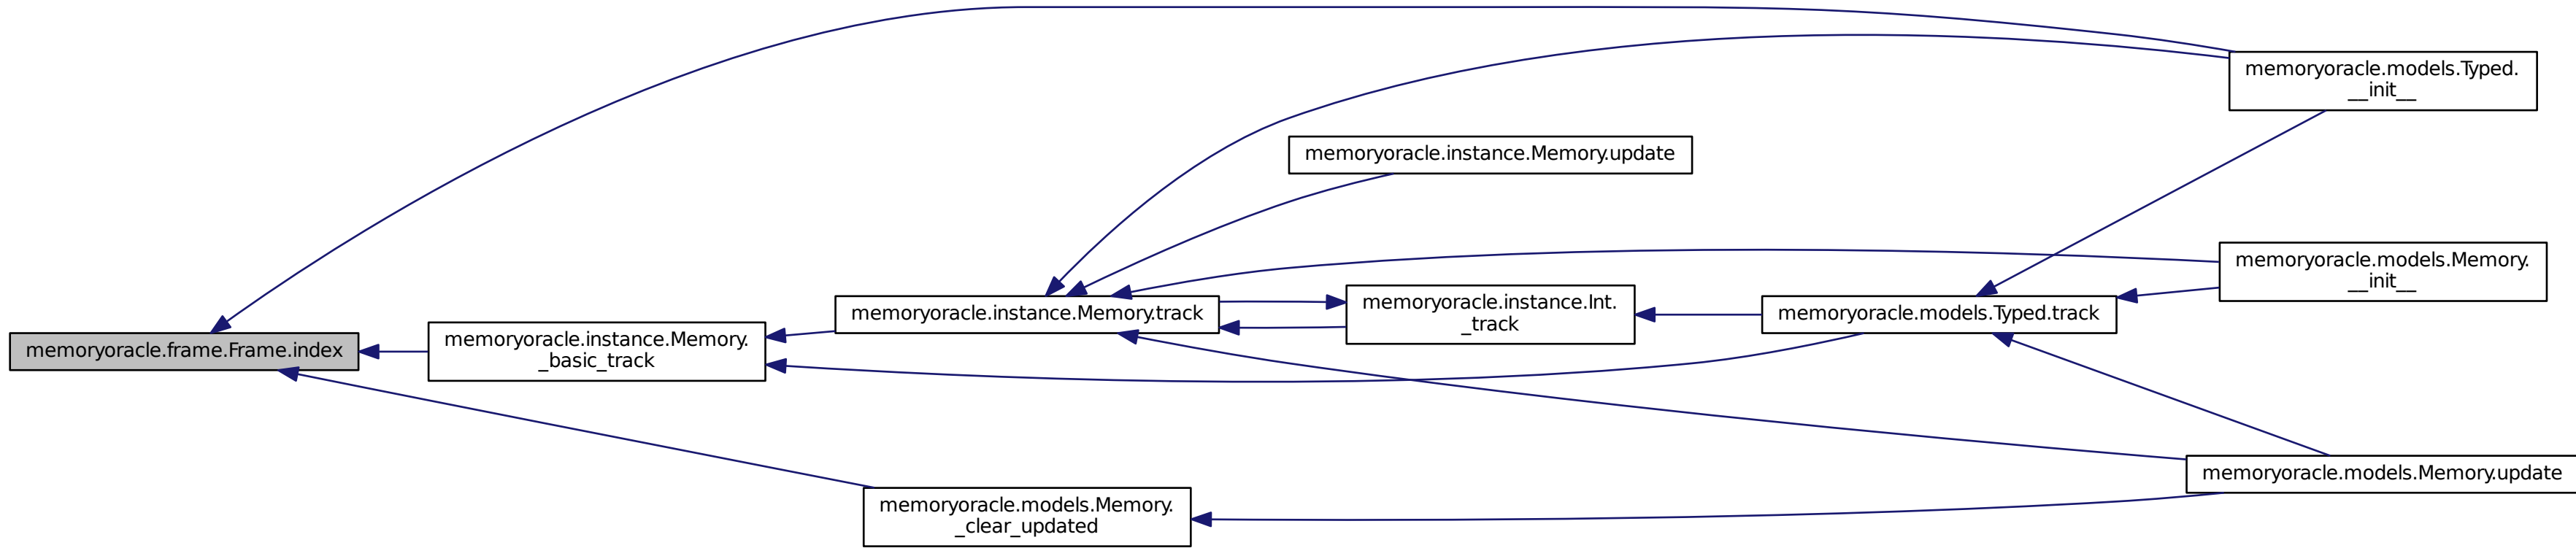 memoryoracle.models.Typed.
__init__
memoryoracle.instance.Memory.update
memoryoracle.models.Memory.
__init__
memoryoracle.instance.Int.
_track
memoryoracle.instance.Memory.track
memoryoracle.models.Typed.track
memoryoracle.frame.Frame.index
memoryoracle.instance.Memory.
_basic_track
memoryoracle.models.Memory.update
memoryoracle.models.Memory.
_clear_updated